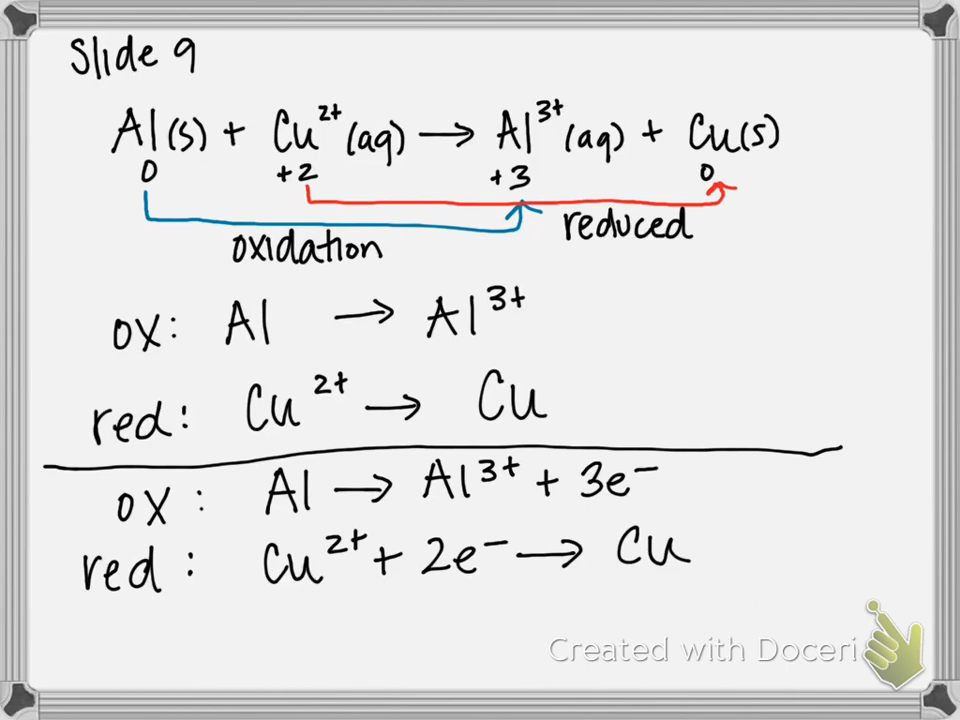 Slide 9
Al(s) + Cu²⁺(aq) → Al³⁺(aq) + Cu(s)
0 +2 +3 0
oxidation reduced
ox: Al → Al³⁺
red: Cu²⁺ → Cu
ox: Al → Al³⁺ + 3e⁻
red: Cu²⁺ + 2e⁻ → Cu
Created with Doceri